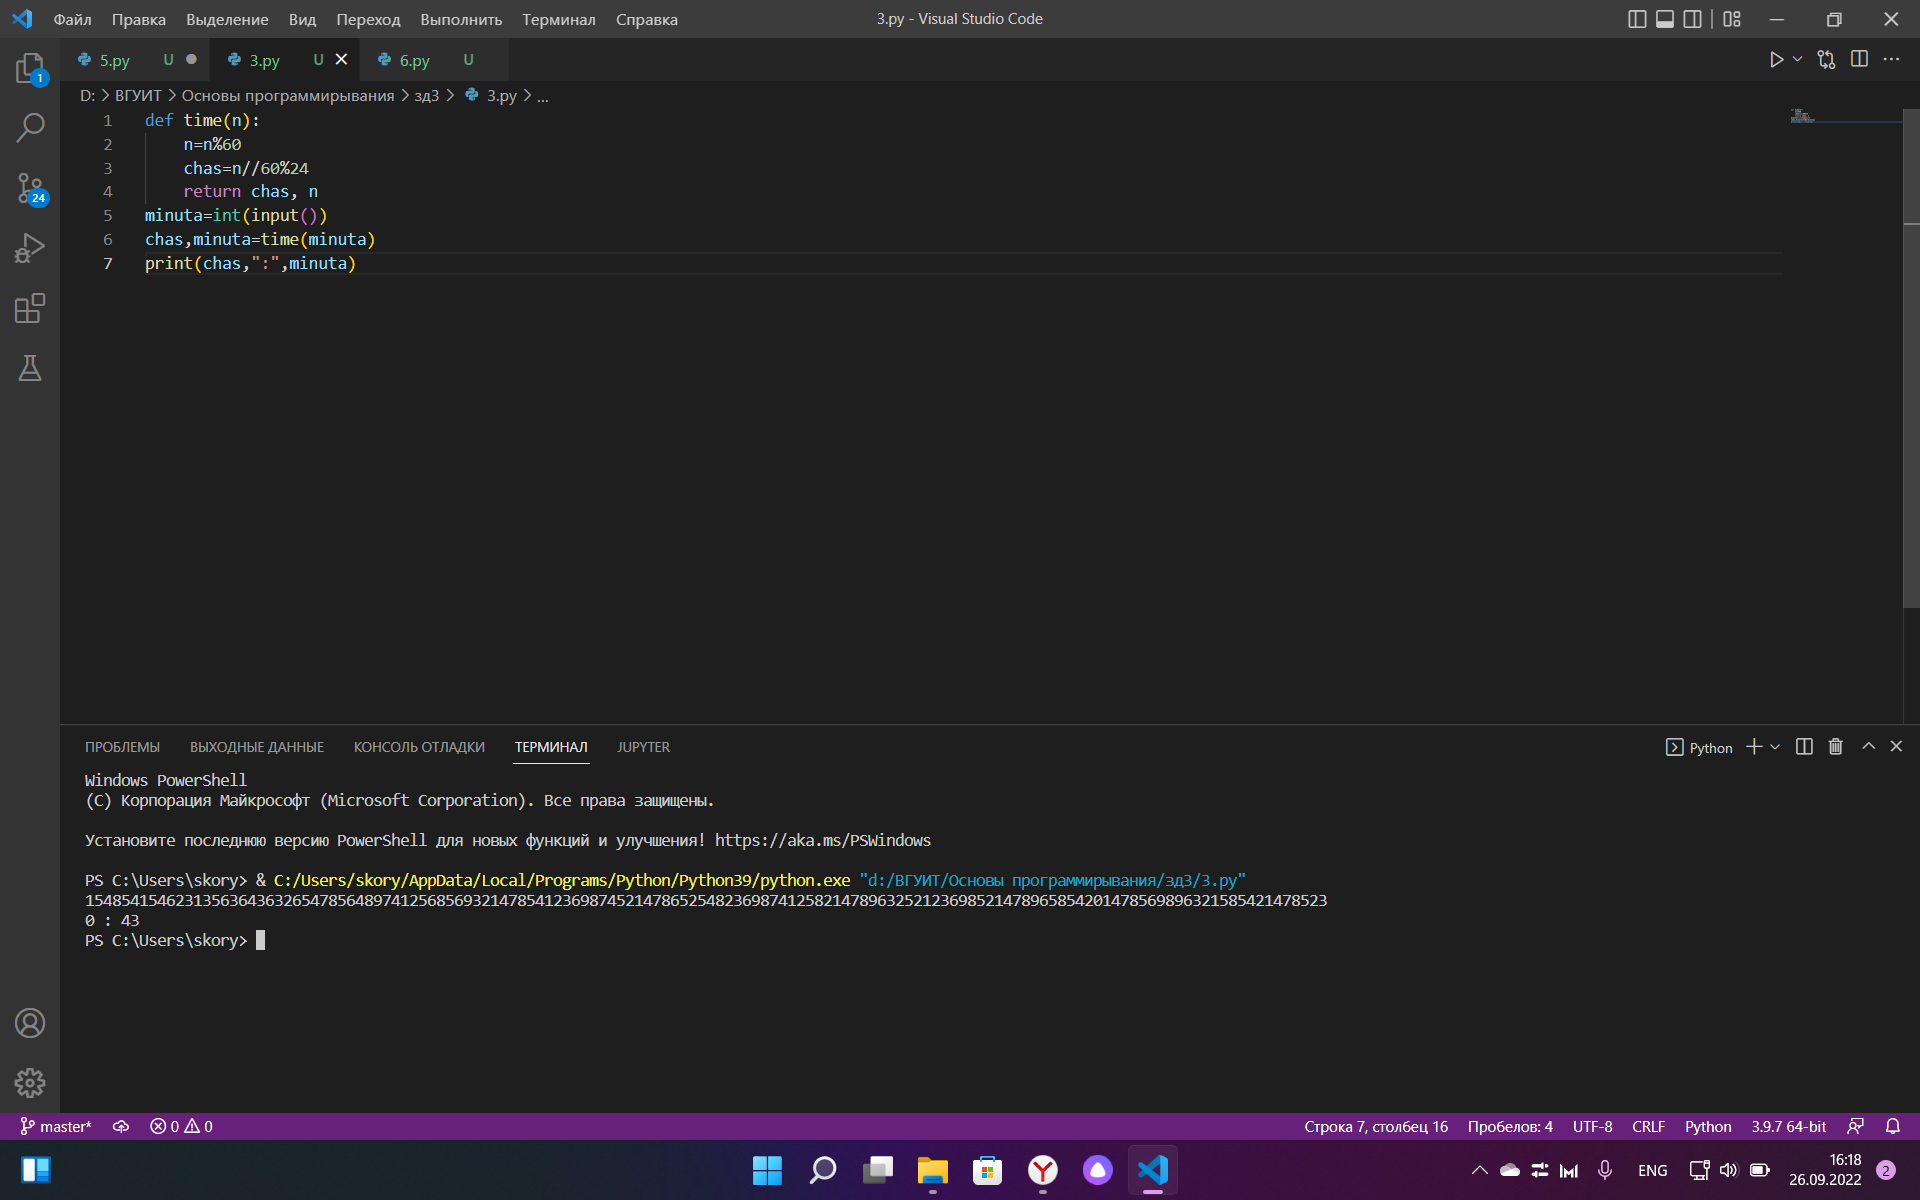 Файл Правка Выделение Вид Переход Выполнить Терминал Справка 3.py - Visual Studio Code
5.py U 3.py U 6.py U
1
D: > ВГУИТ > Основы программирывания > зд3 > 3.py > ...
1 def time(n):
2 n=n%60
3 chas=n//60%24
4 return chas, n
24
5 minuta=int(input())
6 chas,minuta=time(minuta)
7 print(chas,":",minuta)
ПРОБЛЕМЫ ВЫХОДНЫЕ ДАННЫЕ КОНСОЛЬ ОТЛАДКИ ТЕРМИНАЛ JUPYTER Python
Windows PowerShell
(C) Корпорация Майкрософт (Microsoft Corporation). Все права защищены.
Установите последнюю версию PowerShell для новых функций и улучшения! https://aka.ms/PSWindows
PS C:\Users\skory> & C:/Users/skory/AppData/Local/Programs/Python/Python39/python.exe "d:/ВГУИТ/Основы программирывания/зд3/3.py"
0 : 43
PS C:\Users\skory>
master* 0 0 Строка 7, столбец 16 Пробелов: 4 UTF-8 CRLF Python 3.9.7 64-bit
ENG 16:18
26.09.2022 2